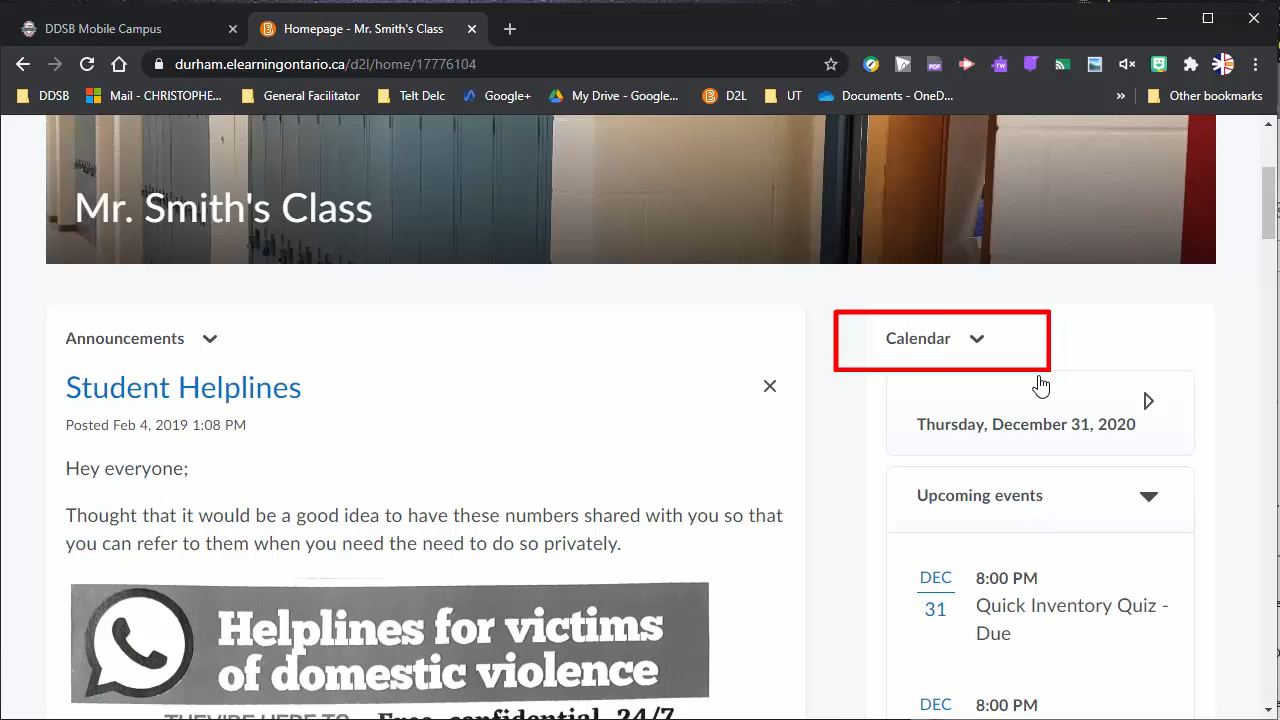 DDSB Mobile Campus
Homepage - Mr. Smith's Class
durham.elearningontario.ca/d2l/home/17776104
DDSB
Mail - CHRISTOPHE...
General Facilitator
Telt Delc
Google+
My Drive - Google...
D2L
UT
Documents - OneD...
»
Other bookmarks
Mr. Smith's Class
Announcements
Student Helplines
Posted Feb 4, 2019 1:08 PM
Hey everyone;
Thought that it would be a good idea to have these numbers shared with you so that
you can refer to them when you need the need to do so privately.
Helplines for victims
of domestic violence
Free, confidential, 24/7
Calendar
Thursday, December 31, 2020
Upcoming events
DEC
31
8:00 PM
Quick Inventory Quiz -
Due
DEC
8:00 PM